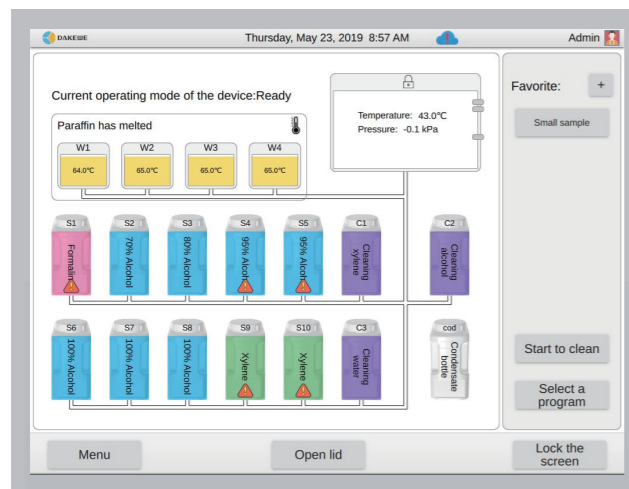 DAKEWE
Thursday, May 23, 2019 8:57 AM
Admin
Current operating mode of the device:Ready
Paraffin has melted
W1
W2
W3
W4
64.0℃
65.0℃
65.0℃
65.0℃
Temperature: 43.0℃
Pressure: -0.1 kPa
Favorite:
+
Small sample
S1
S2
S3
S4
S5
C1
C2
Formalin
70% Alcohol
80% Alcohol
95% Alcohol
95% Alcohol
Cleaning
xylene
Cleaning
alcohol
S6
S7
S8
S9
S10
C3
cod
100% Alcohol
100% Alcohol
100% Alcohol
Xylene
Xylene
Cleaning
water
Condensate
bottle
Start to clean
Select a
program
Menu
Open lid
Lock the
screen